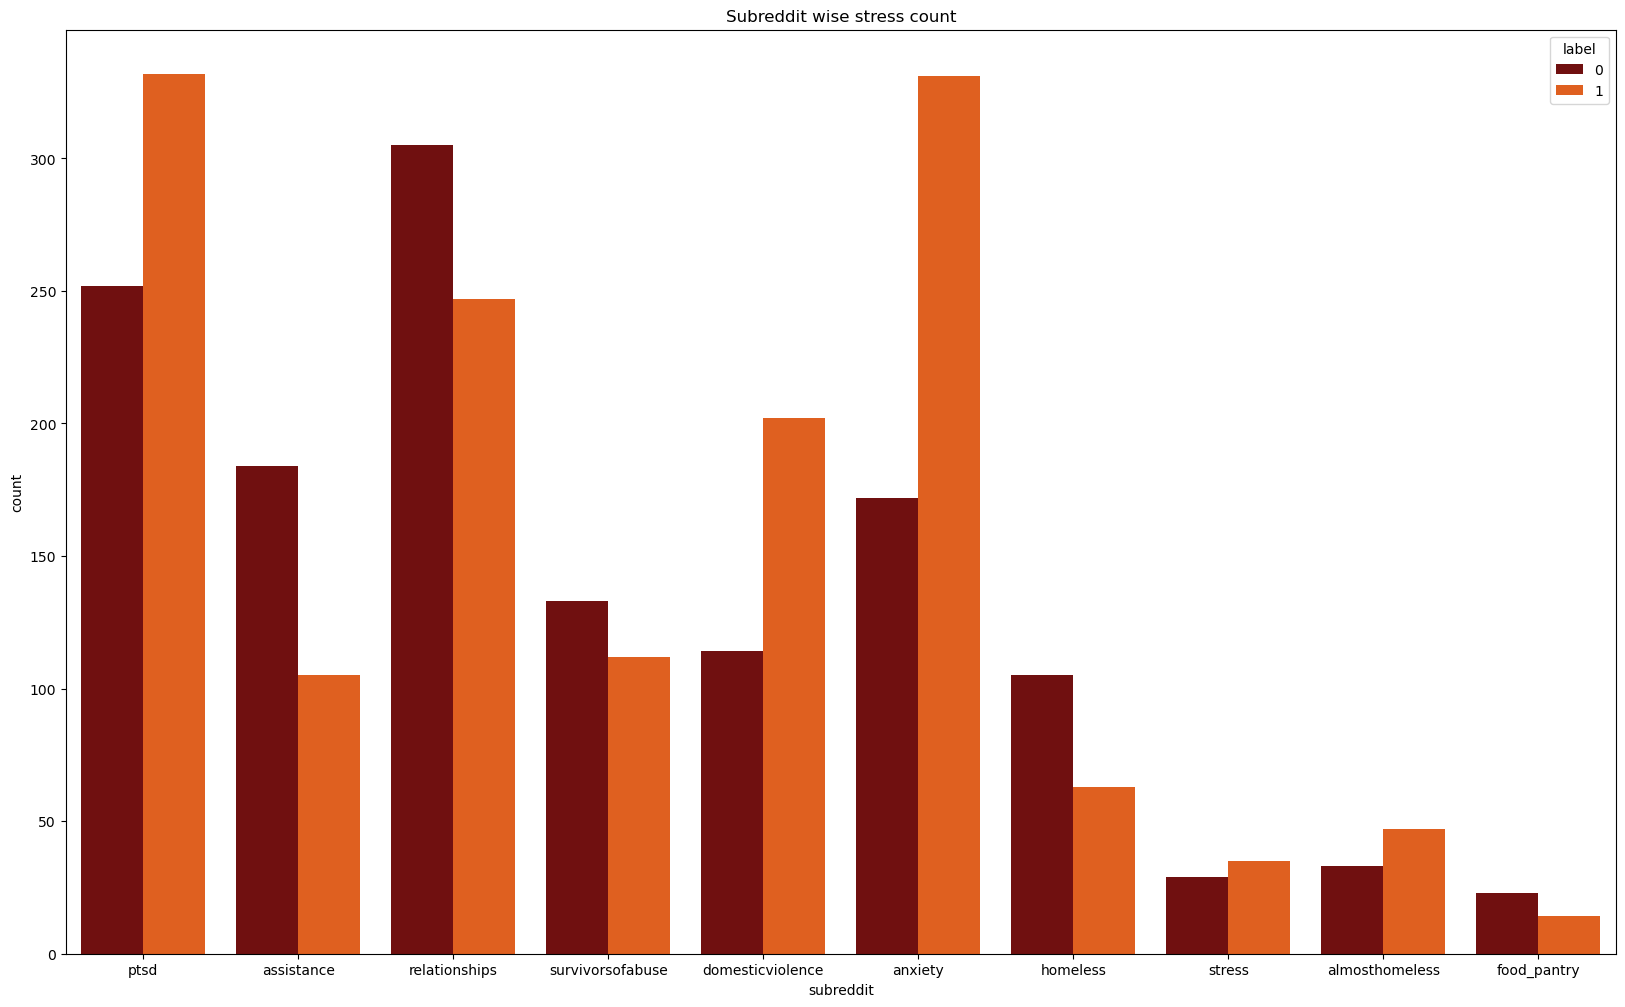 Subreddit wise stress count
label
0
1
300
250
200
150
100
50
0
count
ptsd assistance relationships survivorsofabuse domesticviolence anxiety homeless stress almosthomeless food_pantry
subreddit